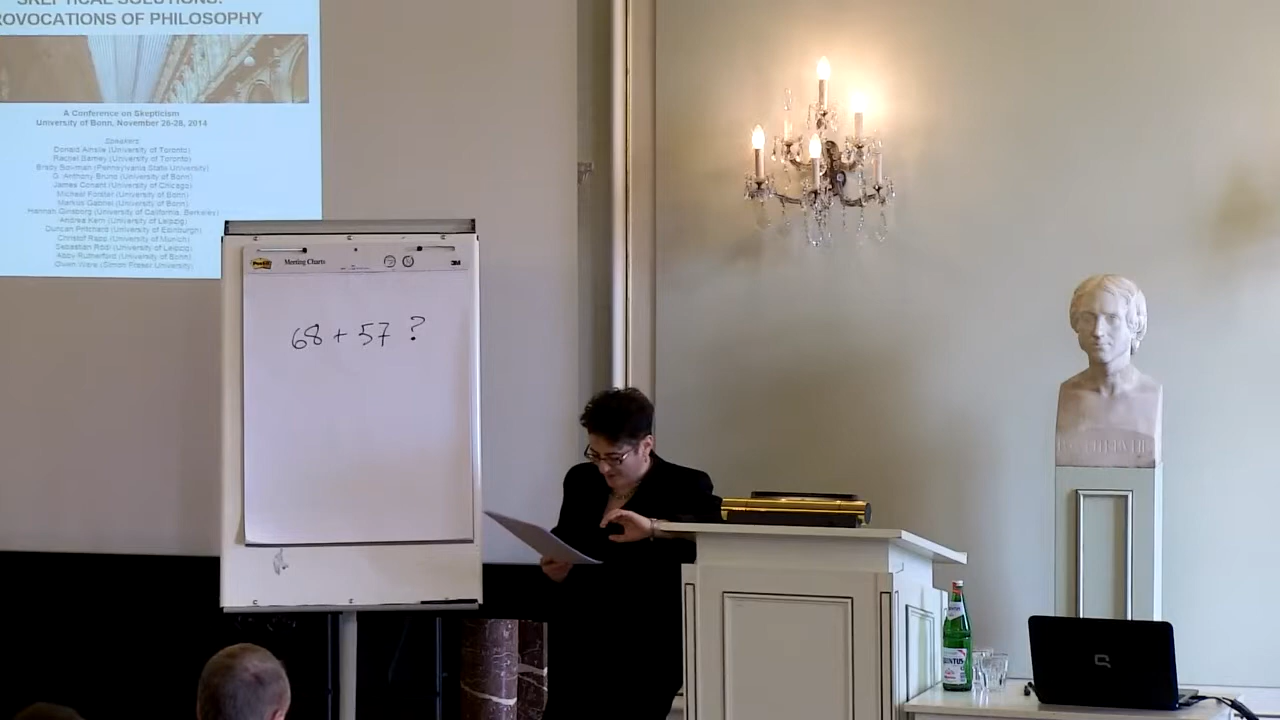 SKEPTICAL SOLUTIONS:
ROVOCATIONS OF PHILOSOPHY
A Conference on Skepticism
University of Bonn, November 26-28, 2014
Speakers
Donald Ainslie (University of Toronto)
Rachel Barney (University of Toronto)
Brady Bowman (Pennsylvania State University)
G. Anthony Bruno (University of Bonn)
James Conant (University of Chicago)
Michael Forster (University of Bonn)
Markus Gabriel (University of Bonn)
Hannah Ginsborg (University of California, Berkeley)
Andrea Kern (University of Leipzig)
Duncan Pritchard (University of Edinburgh)
Christof Rapp (University of Munich)
Sebastian Rödl (University of Leipzig)
Abby Rutherford (University of Bonn)
Owen Ware (Simon Fraser University)
Post-it
Meeting Charts
3M
68 + 57 ?